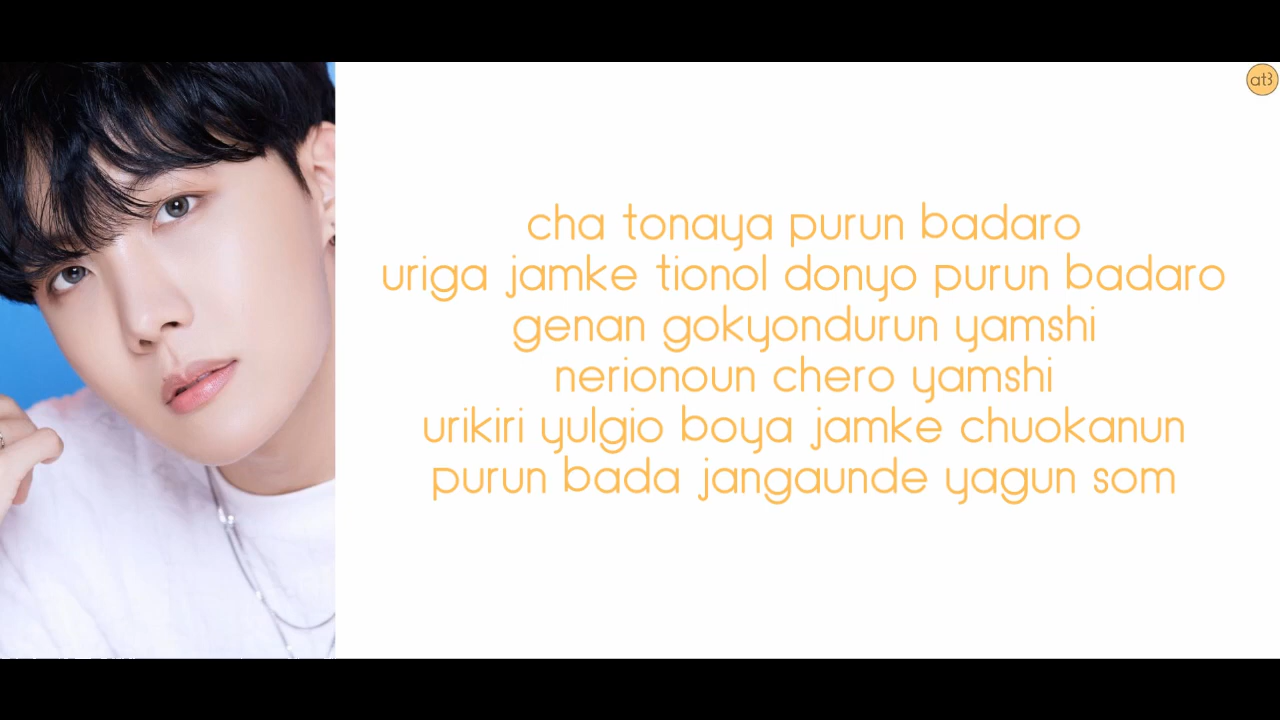 at3
cha tonaya purun badaro
uriga jamke tionol donyo purun badaro
genan gokyondurun yamshi
nerionoun chero yamshi
urikiri yulgio boya jamke chuokanun
purun bada jangaunde yagun som